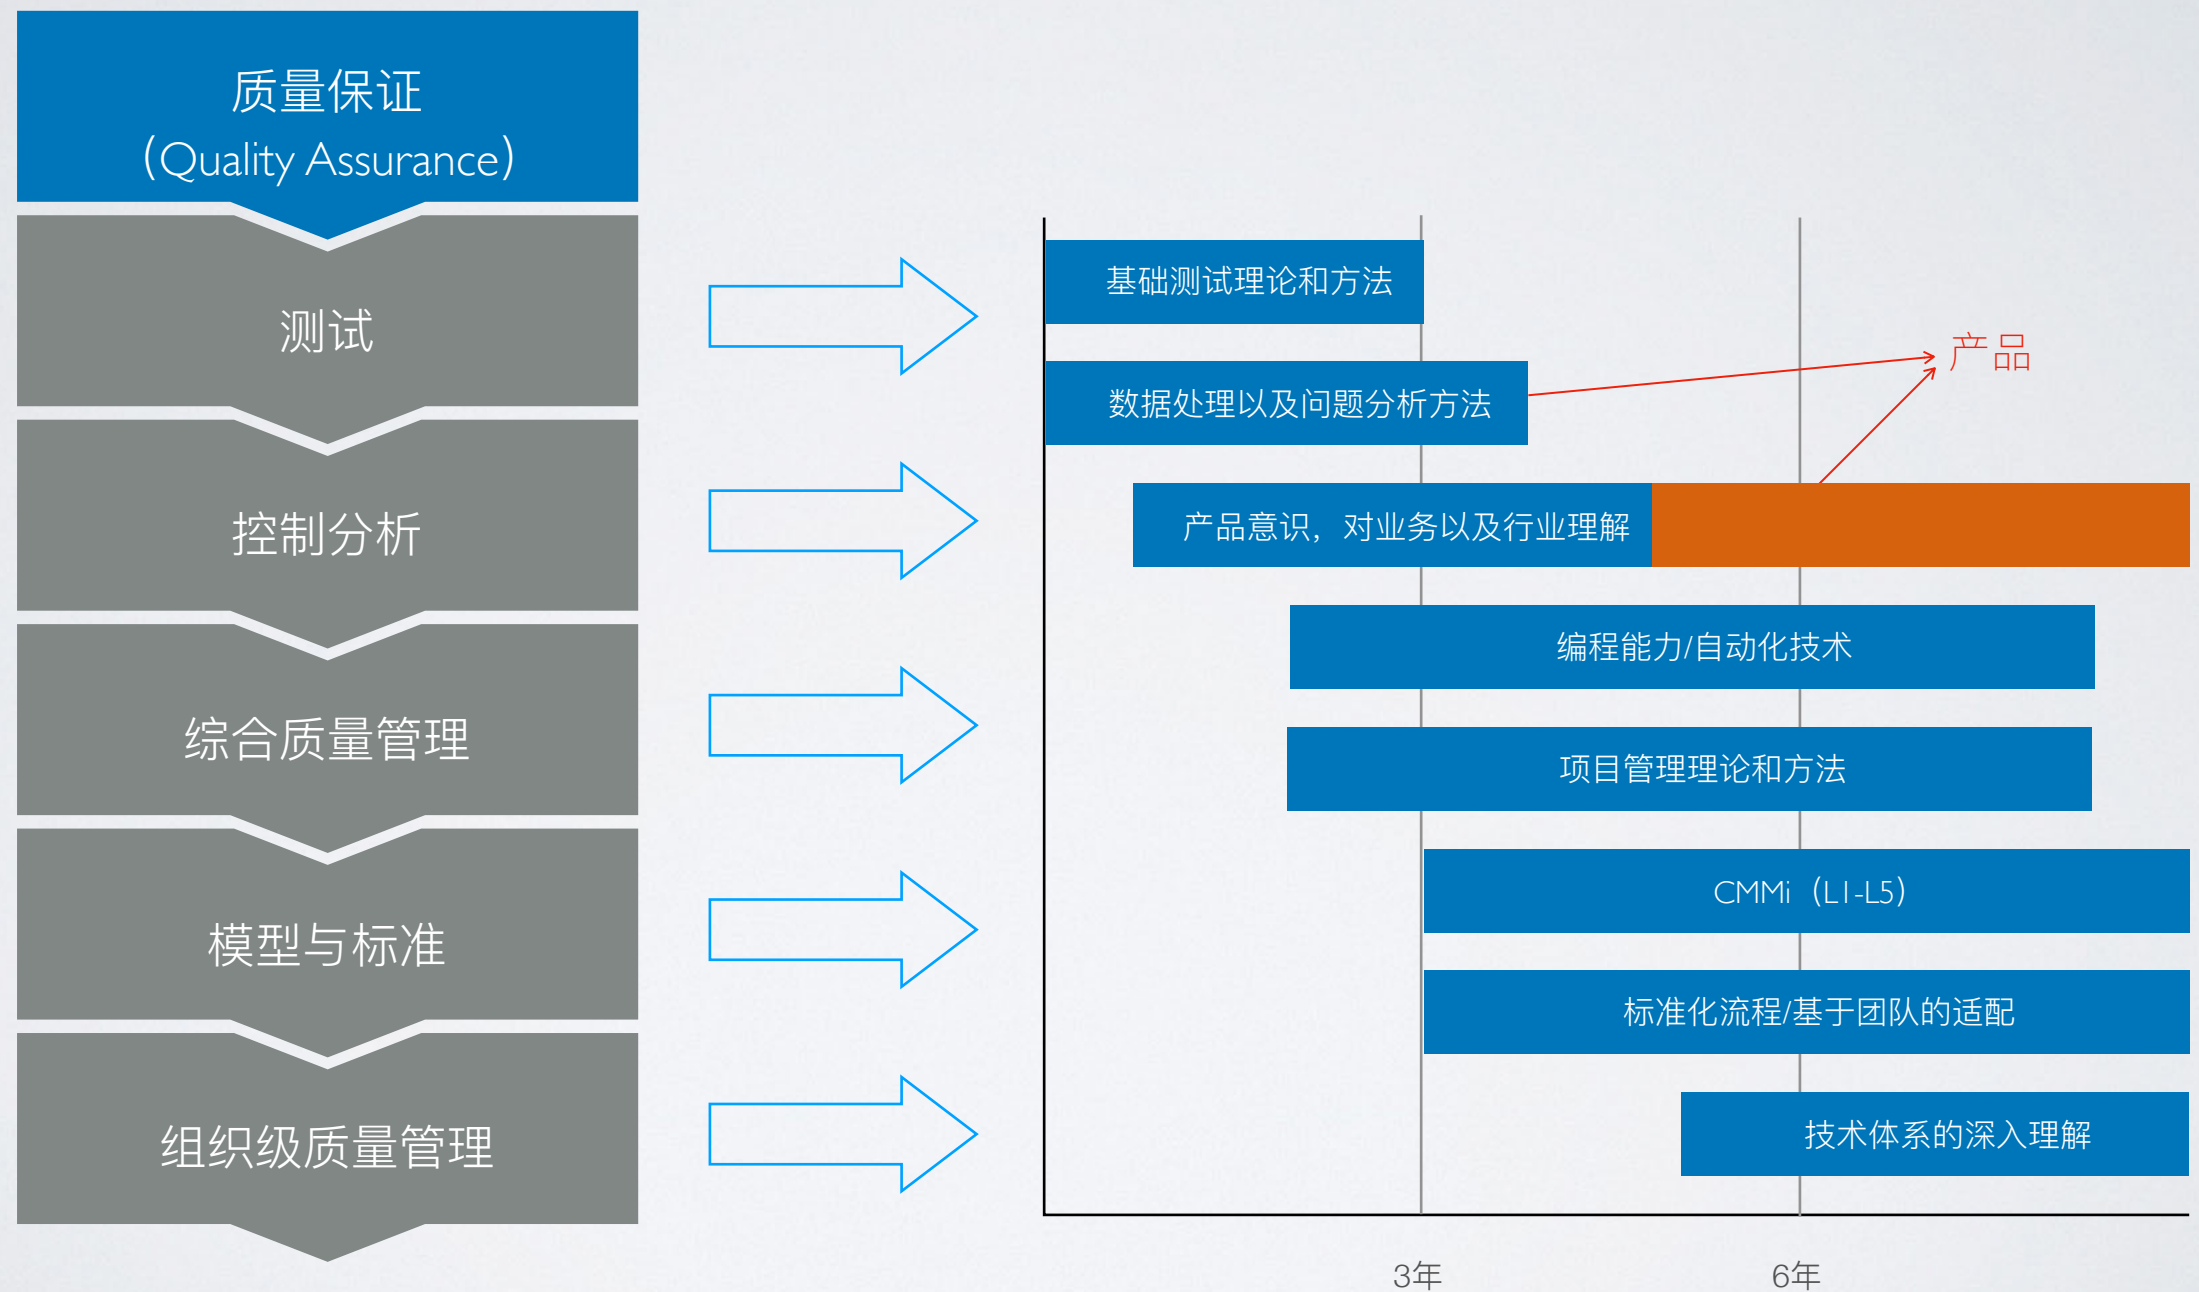 质量保证
（Quality Assurance）
测试
控制分析
综合质量管理
模型与标准
组织级质量管理
基础测试理论和方法
数据处理以及问题分析方法
产品
产品意识，对业务以及行业理解
编程能力/自动化技术
项目管理理论和方法
CMMi（L1-L5）
标准化流程/基于团队的适配
技术体系的深入理解
3年
6年